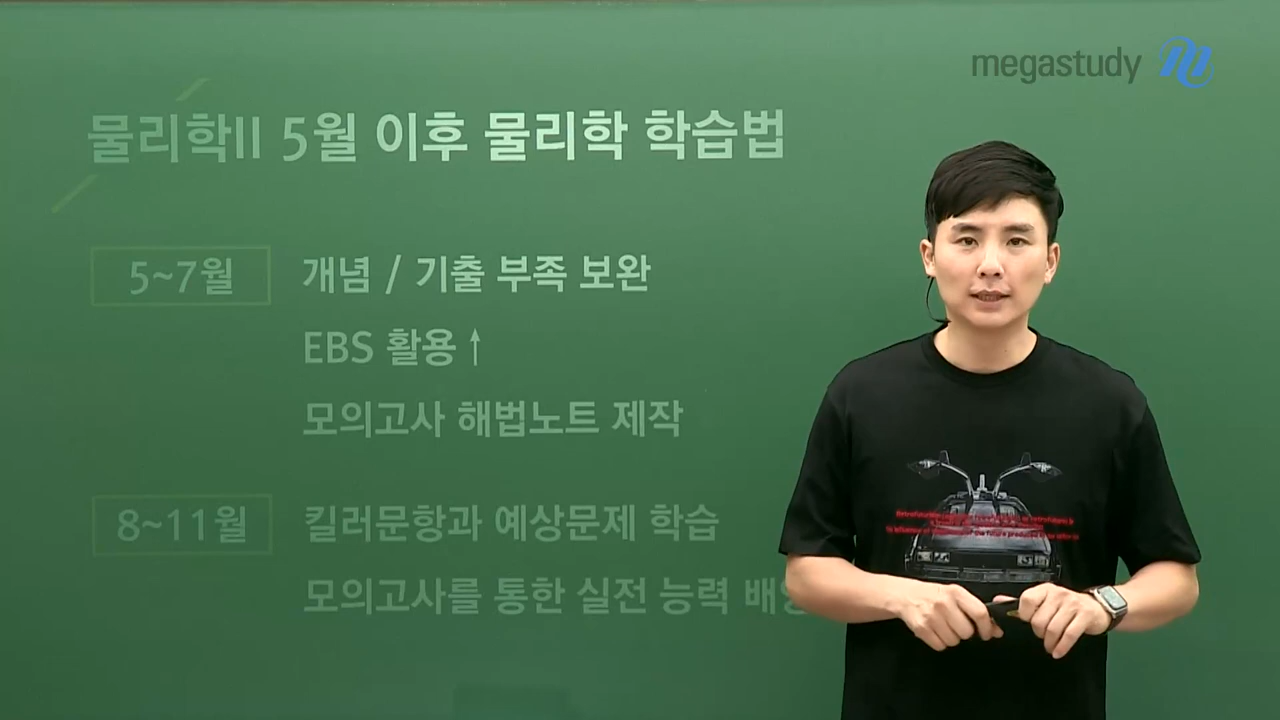 megastudy
물리학II 5월 이후 물리학 학습법
5~7월 개념 / 기출 부족 보완
EBS 활용↑
모의고사 해법노트 제작
8~11월 킬러문항과 예상문제 학습
모의고사를 통한 실전 능력